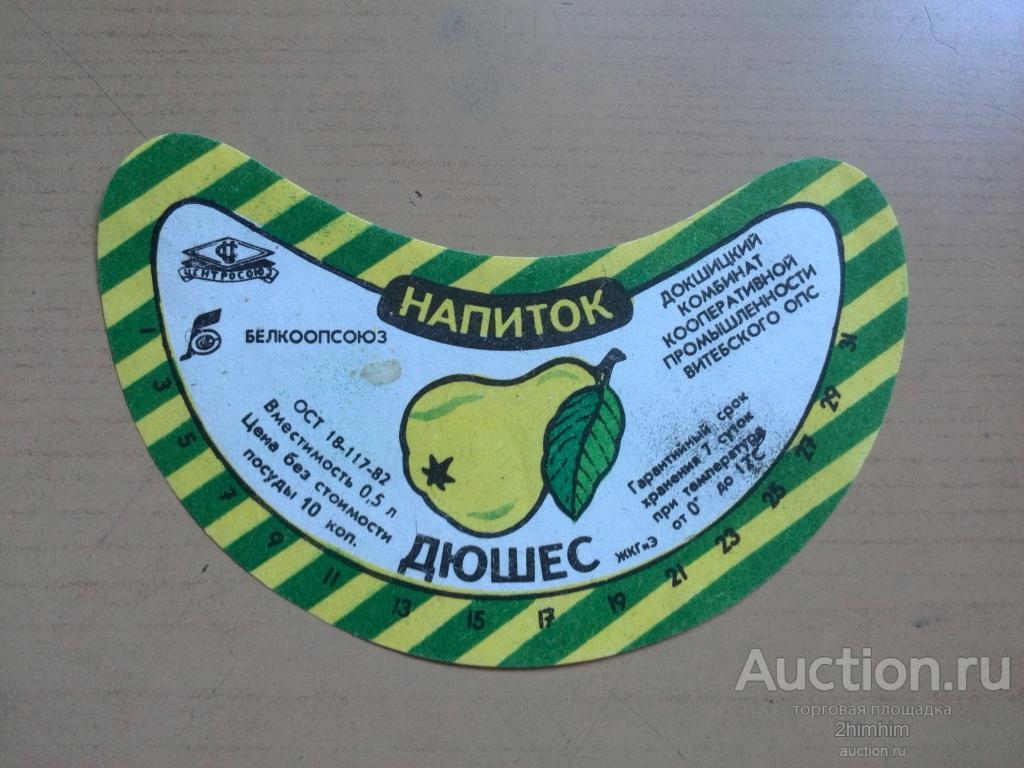 НАПИТОК
ЦС
ЦЕНТРОСОЮЗ
БЕЛКООПСОЮЗ
ОСТ 18-117-82
Вместимость 0,5 л
Цена без стоимости
посуды 10 коп.
ДОКШИЦКИЙ
КОМБИНАТ
КООПЕРАТИВНОЙ
ПРОМЫШЛЕННОСТИ
ВИТЕБСКОГО ОПС
Гарантийный срок
хранения 7 суток
при температуре
от 0° до 12°С
ДЮШЕС
ЖКГиЭ
1
3
5
7
9
11
13
15
17
19
21
23
25
27
29
31
Auction.ru
торговая площадка
2himhim
auction.ru